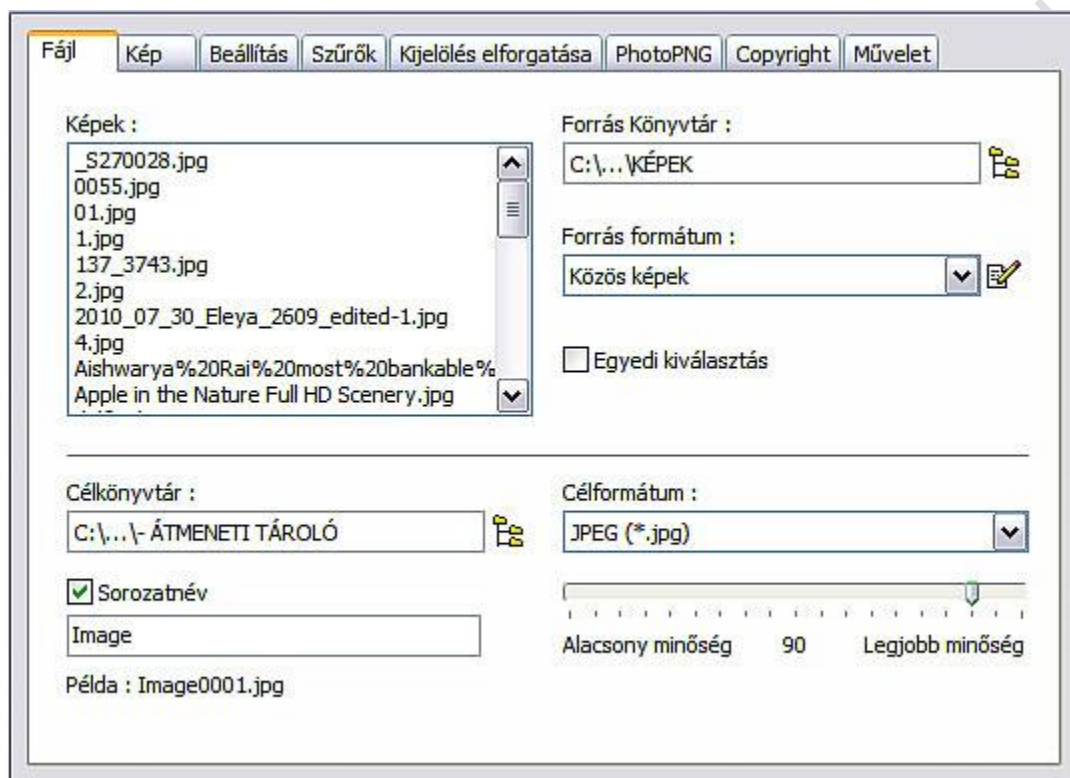 Fájl Kép Beállítás Szűrők Kijelölés elforgatása PhotoPNG Copyright Művelet
Képek :
_S270028.jpg
0055.jpg
01.jpg
1.jpg
137_3743.jpg
2.jpg
2010_07_30_Eleya_2609_edited-1.jpg
4.jpg
Aishwarya%20Rai%20most%20bankable%
Apple in the Nature Full HD Scenery.jpg
Forrás Könyvtár :
C:\...\KÉPEK
Forrás formátum :
Közös képek
Egyedi kiválasztás
Célkönyvtár :
C:\...\- ÁTMENETI TÁROLÓ
Sorozatnév
Image
Példa : Image0001.jpg
Célformátum :
JPEG (*.jpg)
Alacsony minőség 90 Legjobb minőség